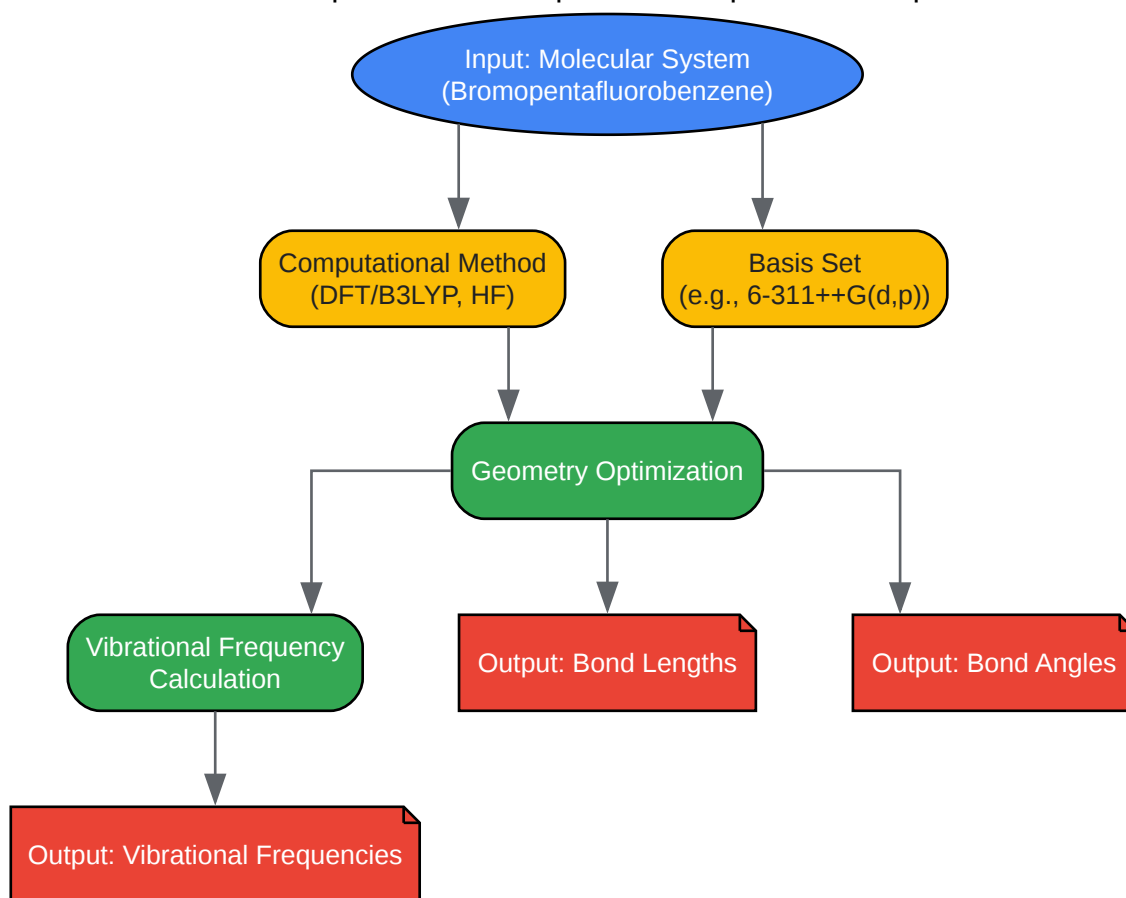 Input: Molecular System
(Bromopentafluorobenzene)
Computational Method
(DFT/B3LYP, HF)
Basis Set
(e.g., 6-311++G(d,p))
Geometry Optimization
Vibrational Frequency
Calculation
Output: Bond Lengths
Output: Bond Angles
Output: Vibrational Frequencies